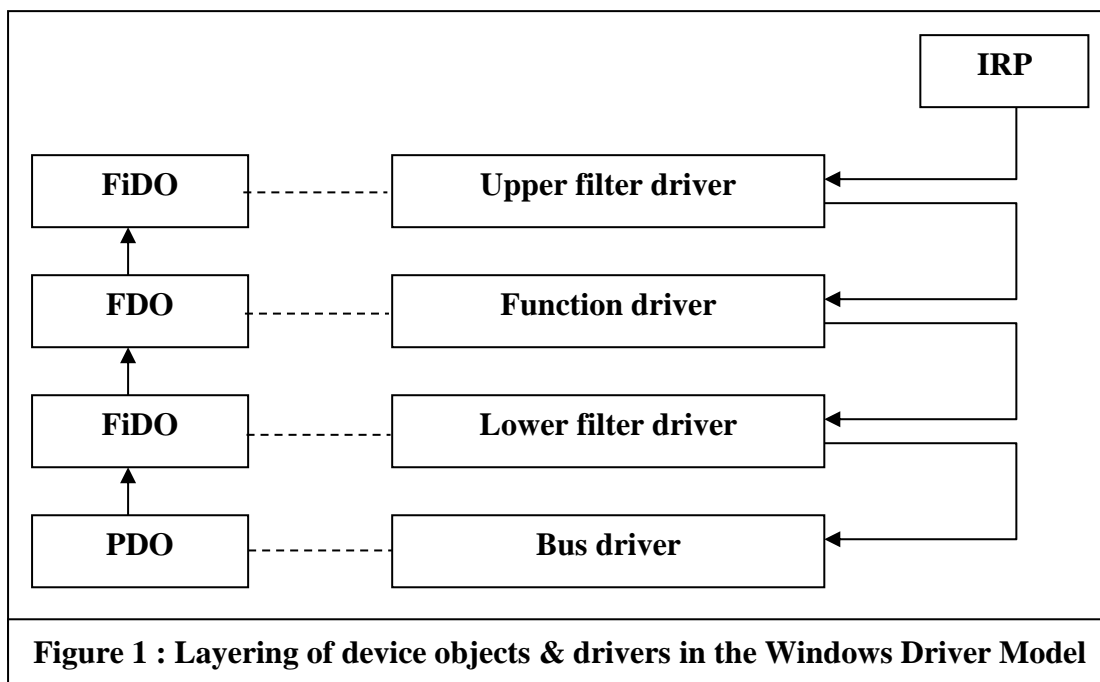 IRP
FiDO
Upper filter driver
FDO
Function driver
FiDO
Lower filter driver
PDO
Bus driver
Figure 1 : Layering of device objects & drivers in the Windows Driver Model